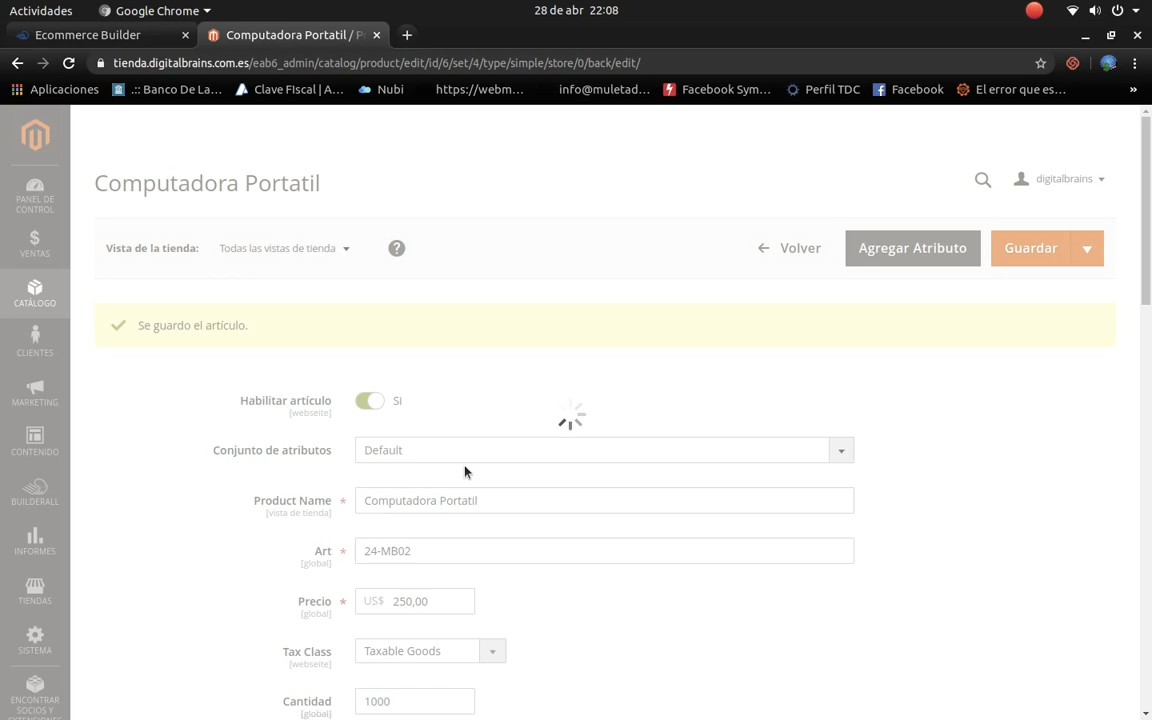 Actividades
Google Chrome
28 de abr 22:08
Ecommerce Builder
Computadora Portatil / P
tienda.digitalbrains.com.es/eab6_admin/catalog/product/edit/id/6/set/4/type/simple/store/0/back/edit/
Aplicaciones
.:: Banco De La...
Clave FIscal | A...
Nubi
https://webm...
info@muletad...
Facebook Sym...
Perfil TDC
Facebook
El error que es...
»
PANEL DE CONTROL
VENTAS
CATÁLOGO
CLIENTES
MARKETING
CONTENIDO
BUILDERALL
INFORMES
TIENDAS
SISTEMA
ENCONTRAR SOCIOS Y EXTENSIONES
Computadora Portatil
digitalbrains
Vista de la tienda:
Todas las vistas de tienda
?
Volver
Agregar Atributo
Guardar
Se guardo el artículo.
Habilitar artículo
[webseite]
SI
Conjunto de atributos
Default
Product Name *
[vista de tienda]
Computadora Portatil
Art *
[global]
24-MB02
Precio *
[global]
US$ 250,00
Tax Class
[webseite]
Taxable Goods
Cantidad
[global]
1000